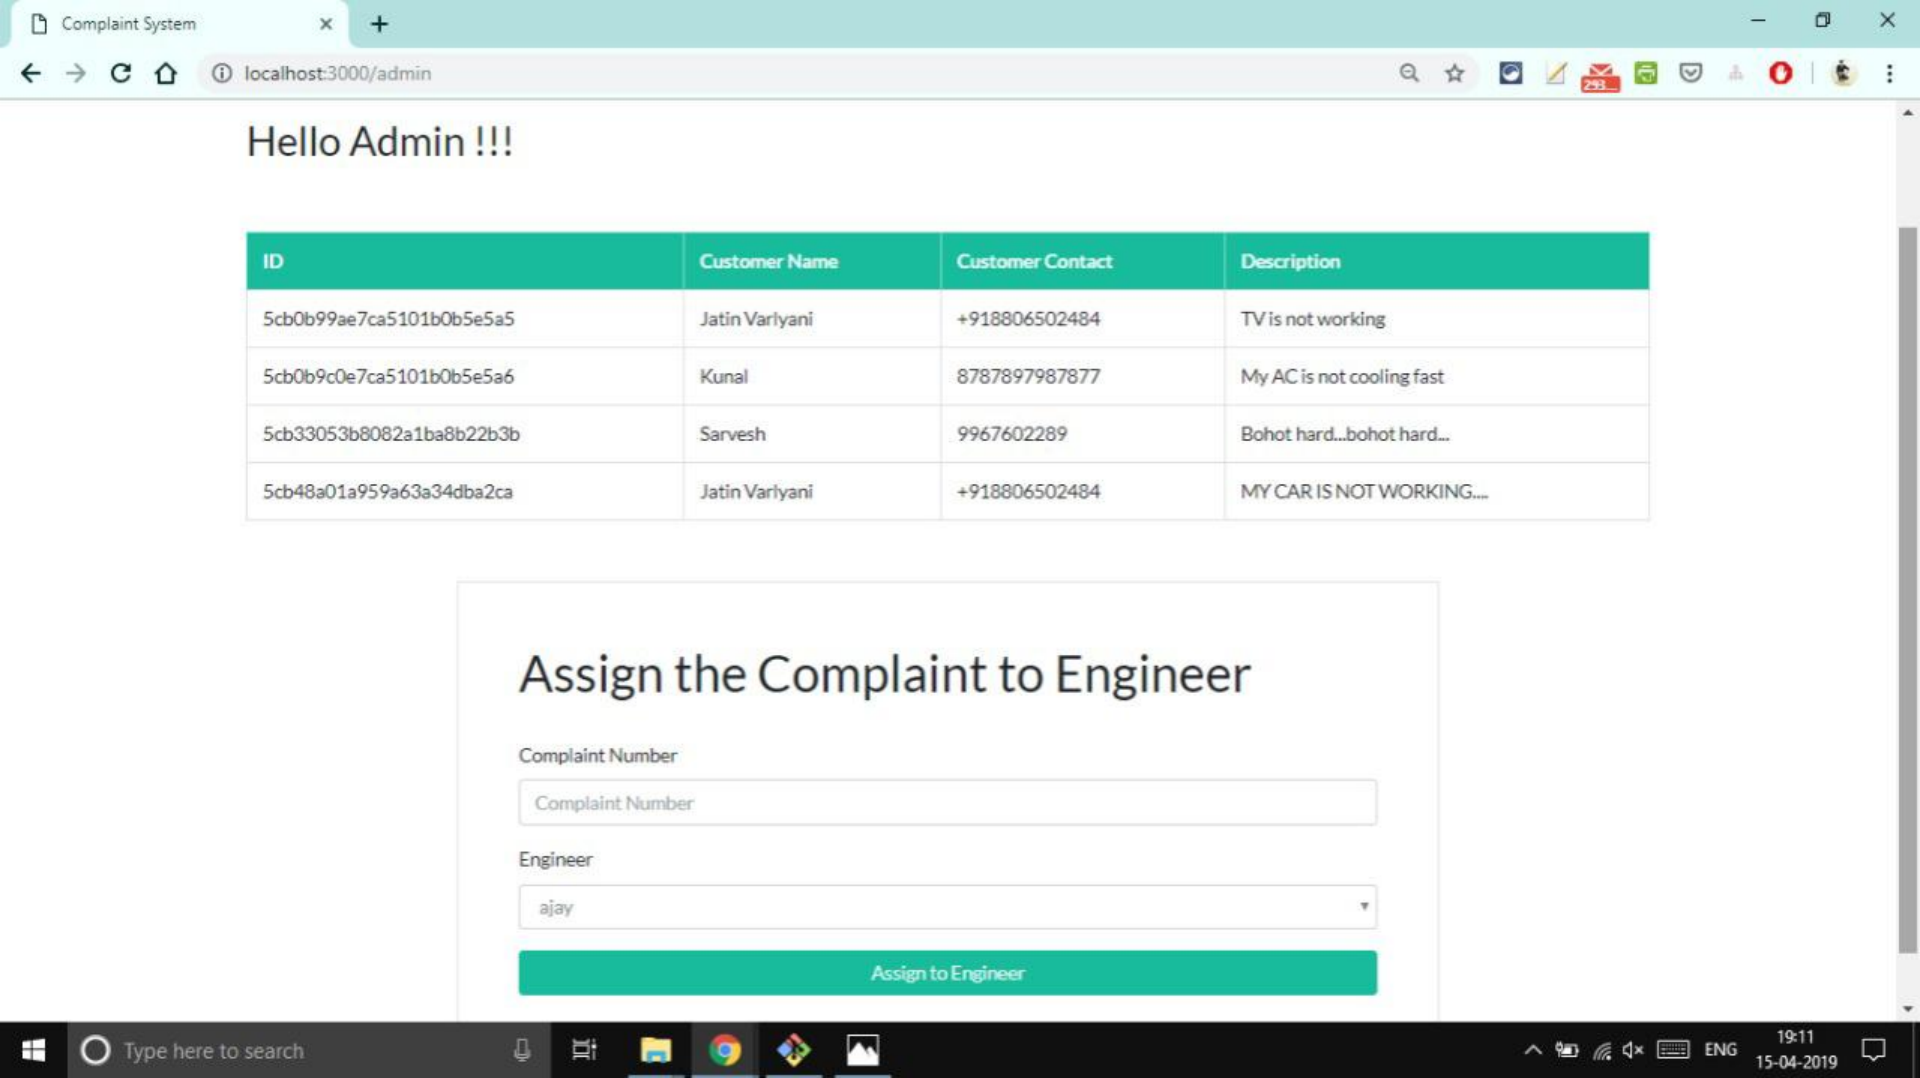 Complaint System
localhost:3000/admin
293...
Hello Admin !!!
ID Customer Name Customer Contact Description
5cb0b99ae7ca5101b0b5e5a5 Jatin Varlyani +918806502484 TV is not working
5cb0b9c0e7ca5101b0b5e5a6 Kunal 8787897987877 My AC is not cooling fast
5cb33053b8082a1ba8b22b3b Sarvesh 9967602289 Bohot hard...bohot hard...
5cb48a01a959a63a34dba2ca Jatin Varlyani +918806502484 MY CAR IS NOT WORKING....
Assign the Complaint to Engineer
Complaint Number
Complaint Number
Engineer
ajay
Assign to Engineer
Type here to search
ENG
19:11
15-04-2019